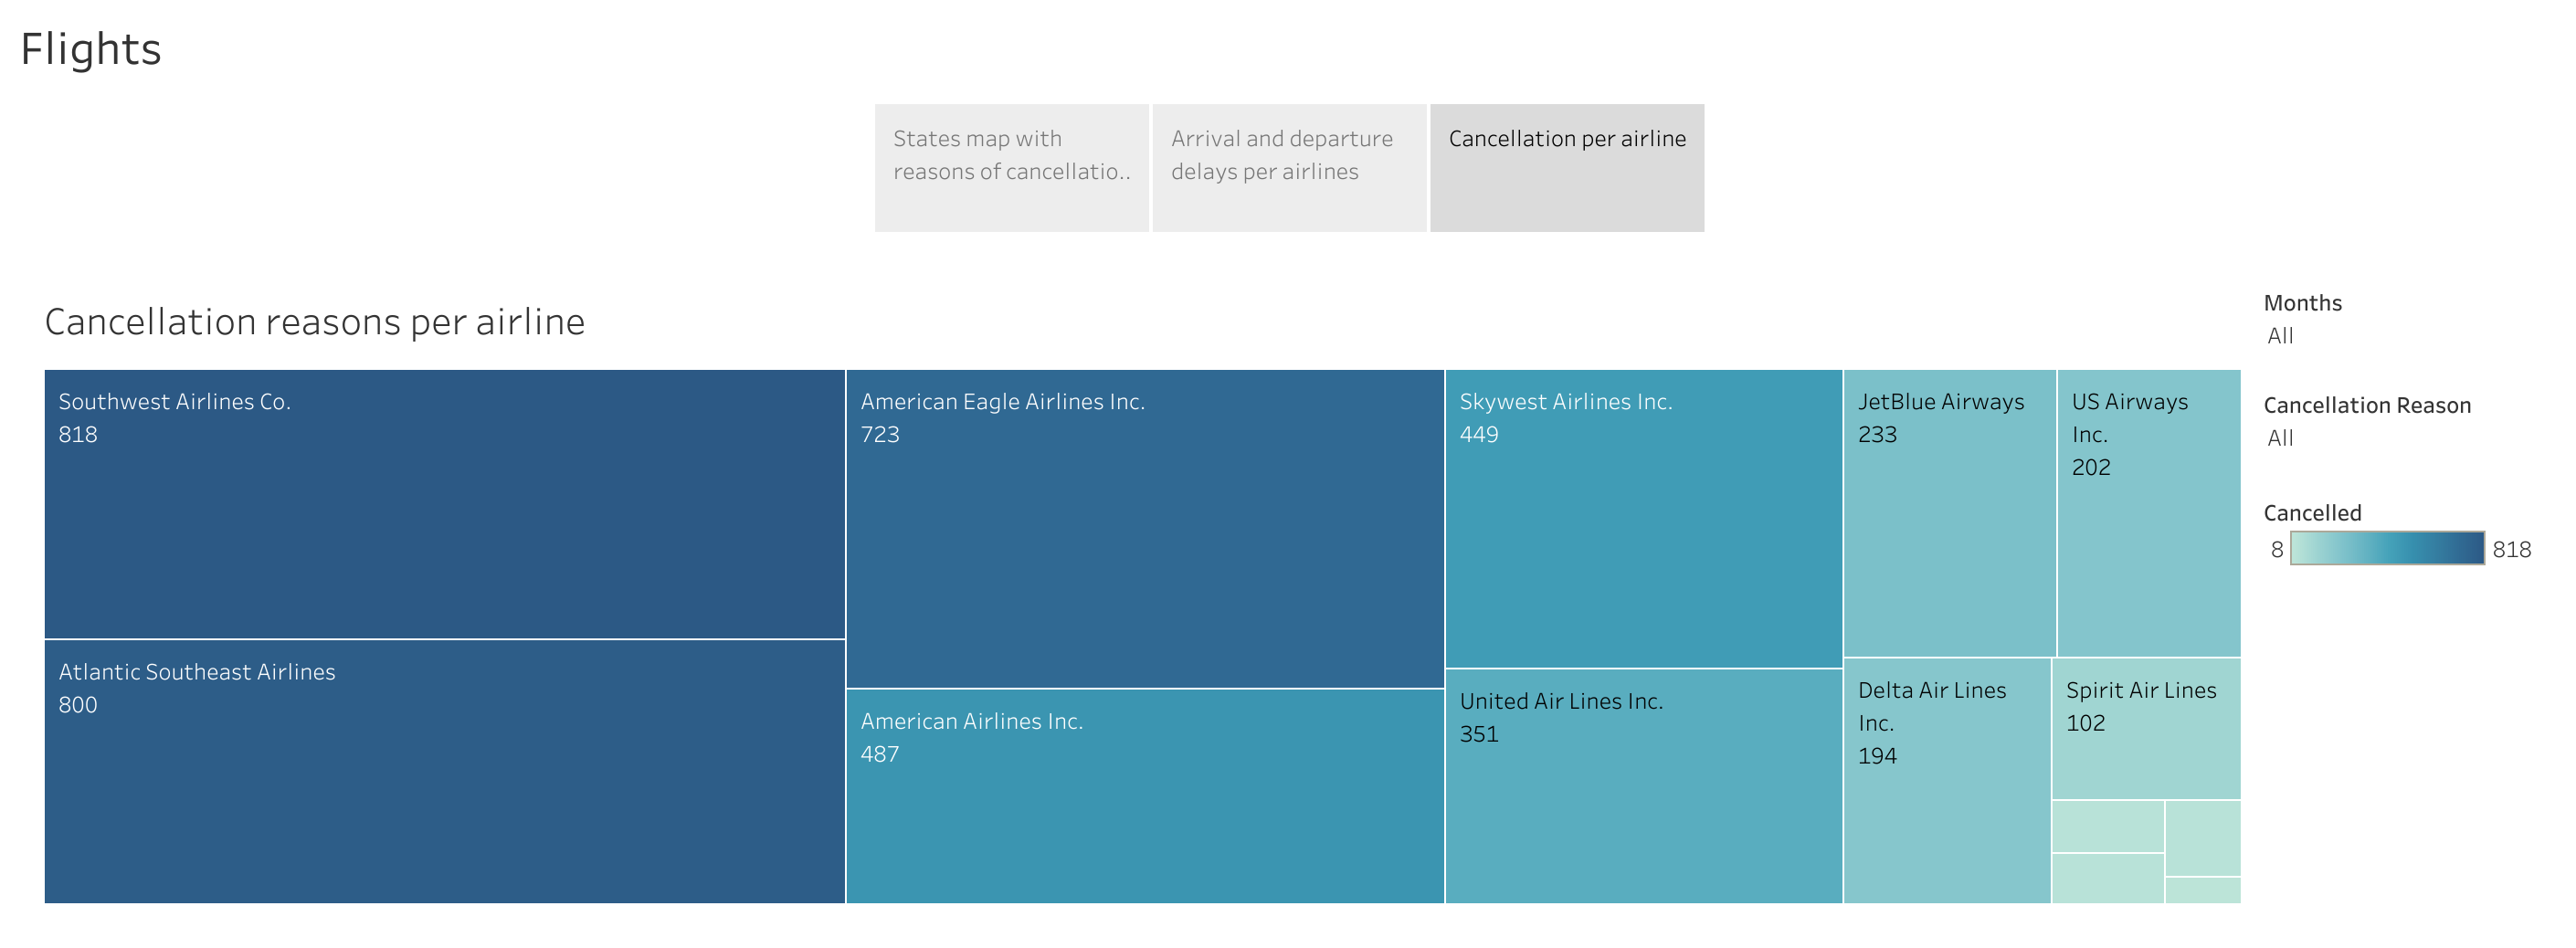 Flights
States map with
reasons of cancellatio..
Arrival and departure
delays per airlines
Cancellation per airline
Cancellation reasons per airline
Southwest Airlines Co.
818
Atlantic Southeast Airlines
800
American Eagle Airlines Inc.
723
American Airlines Inc.
487
Skywest Airlines Inc.
449
United Air Lines Inc.
351
JetBlue Airways
233
US Airways
Inc.
202
Delta Air Lines
Inc.
194
Spirit Air Lines
102
Months
All
Cancellation Reason
All
Cancelled
8 818